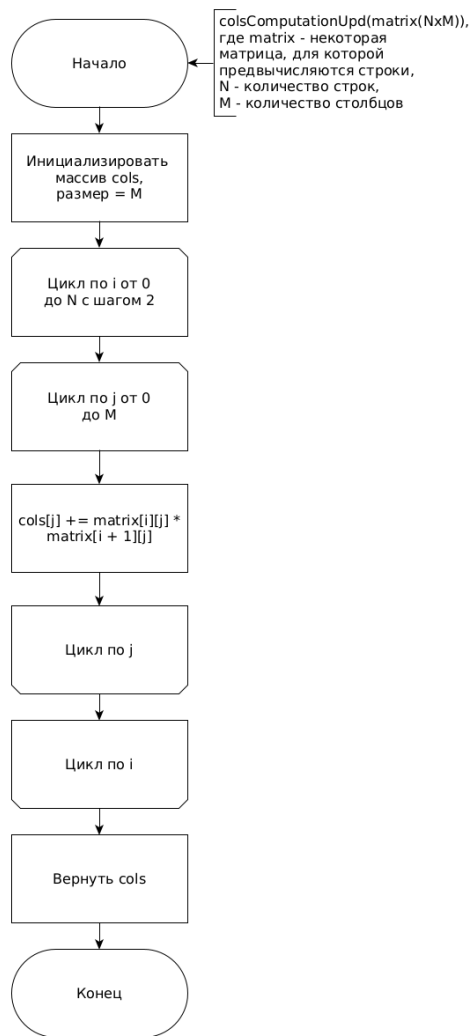 Начало
colsComputationUpd(matrix(NxM)),
где matrix - некоторая
матрица, для которой
предвычисляются строки,
N - количество строк,
M - количество столбцов
Инициализировать
массив cols,
размер = M
Цикл по i от 0
до N с шагом 2
Цикл по j от 0
до M
cols[j] += matrix[i][j] *
matrix[i + 1][j]
Цикл по j
Цикл по i
Вернуть cols
Конец